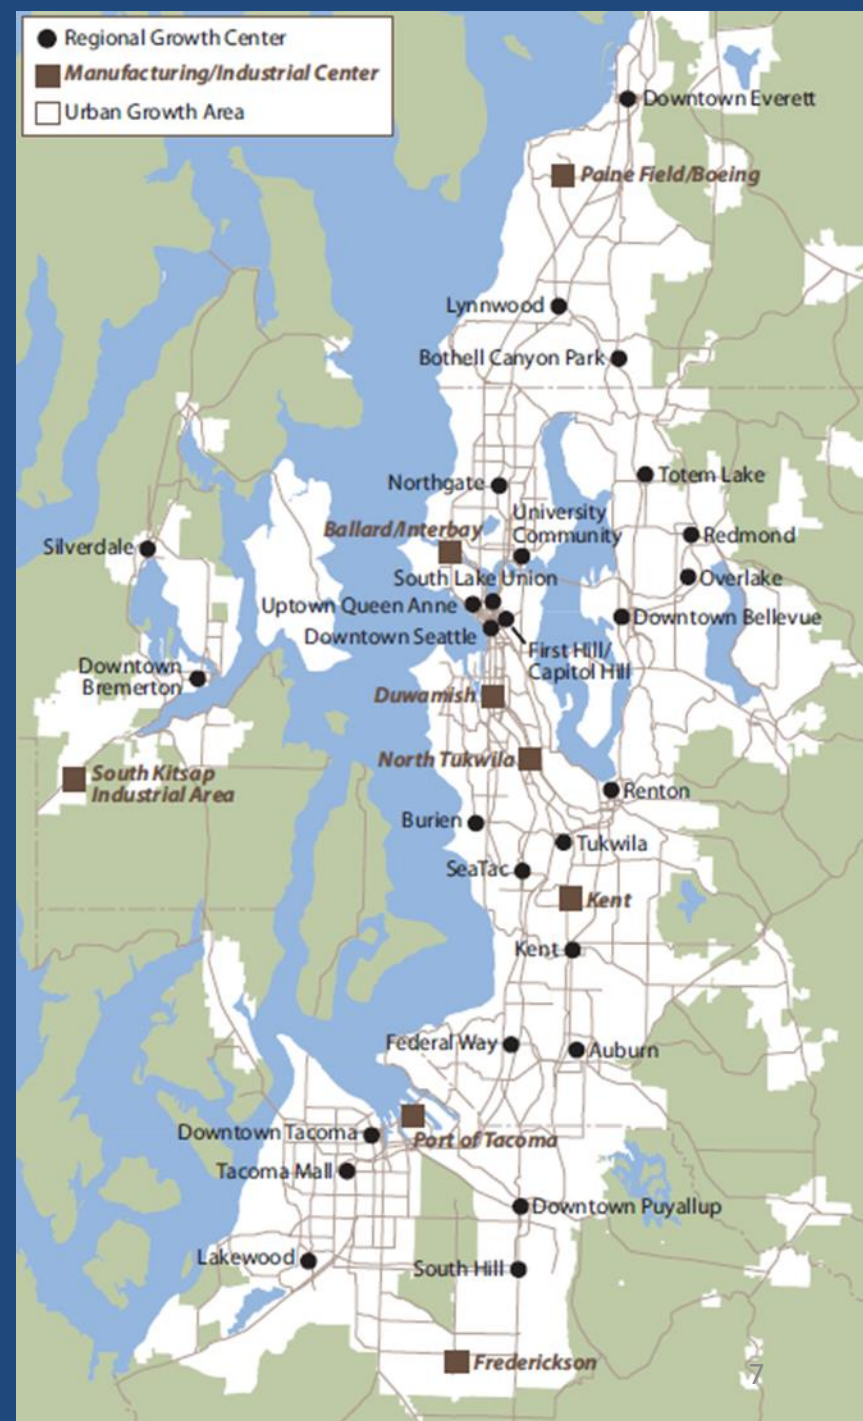 Regional Growth Center
Manufacturing/Industrial Center
Urban Growth Area
Downtown Everett
Paine Field/Boeing
Lynnwood
Bothell Canyon Park
Northgate
Totem Lake
University
Community
Ballard/Interbay
Redmond
Silverdale
South Lake Union
Overlake
Uptown Queen Anne
Downtown Bellevue
Downtown Seattle
First Hill/
Capitol Hill
Downtown
Bremerton
Duwamish
North Tukwila
South Kitsap
Industrial Area
Renton
Burien
Tukwila
SeaTac
Kent
Kent
Federal Way
Auburn
Downtown Tacoma
Port of Tacoma
Tacoma Mall
Downtown Puyallup
Lakewood
South Hill
Frederickson
7